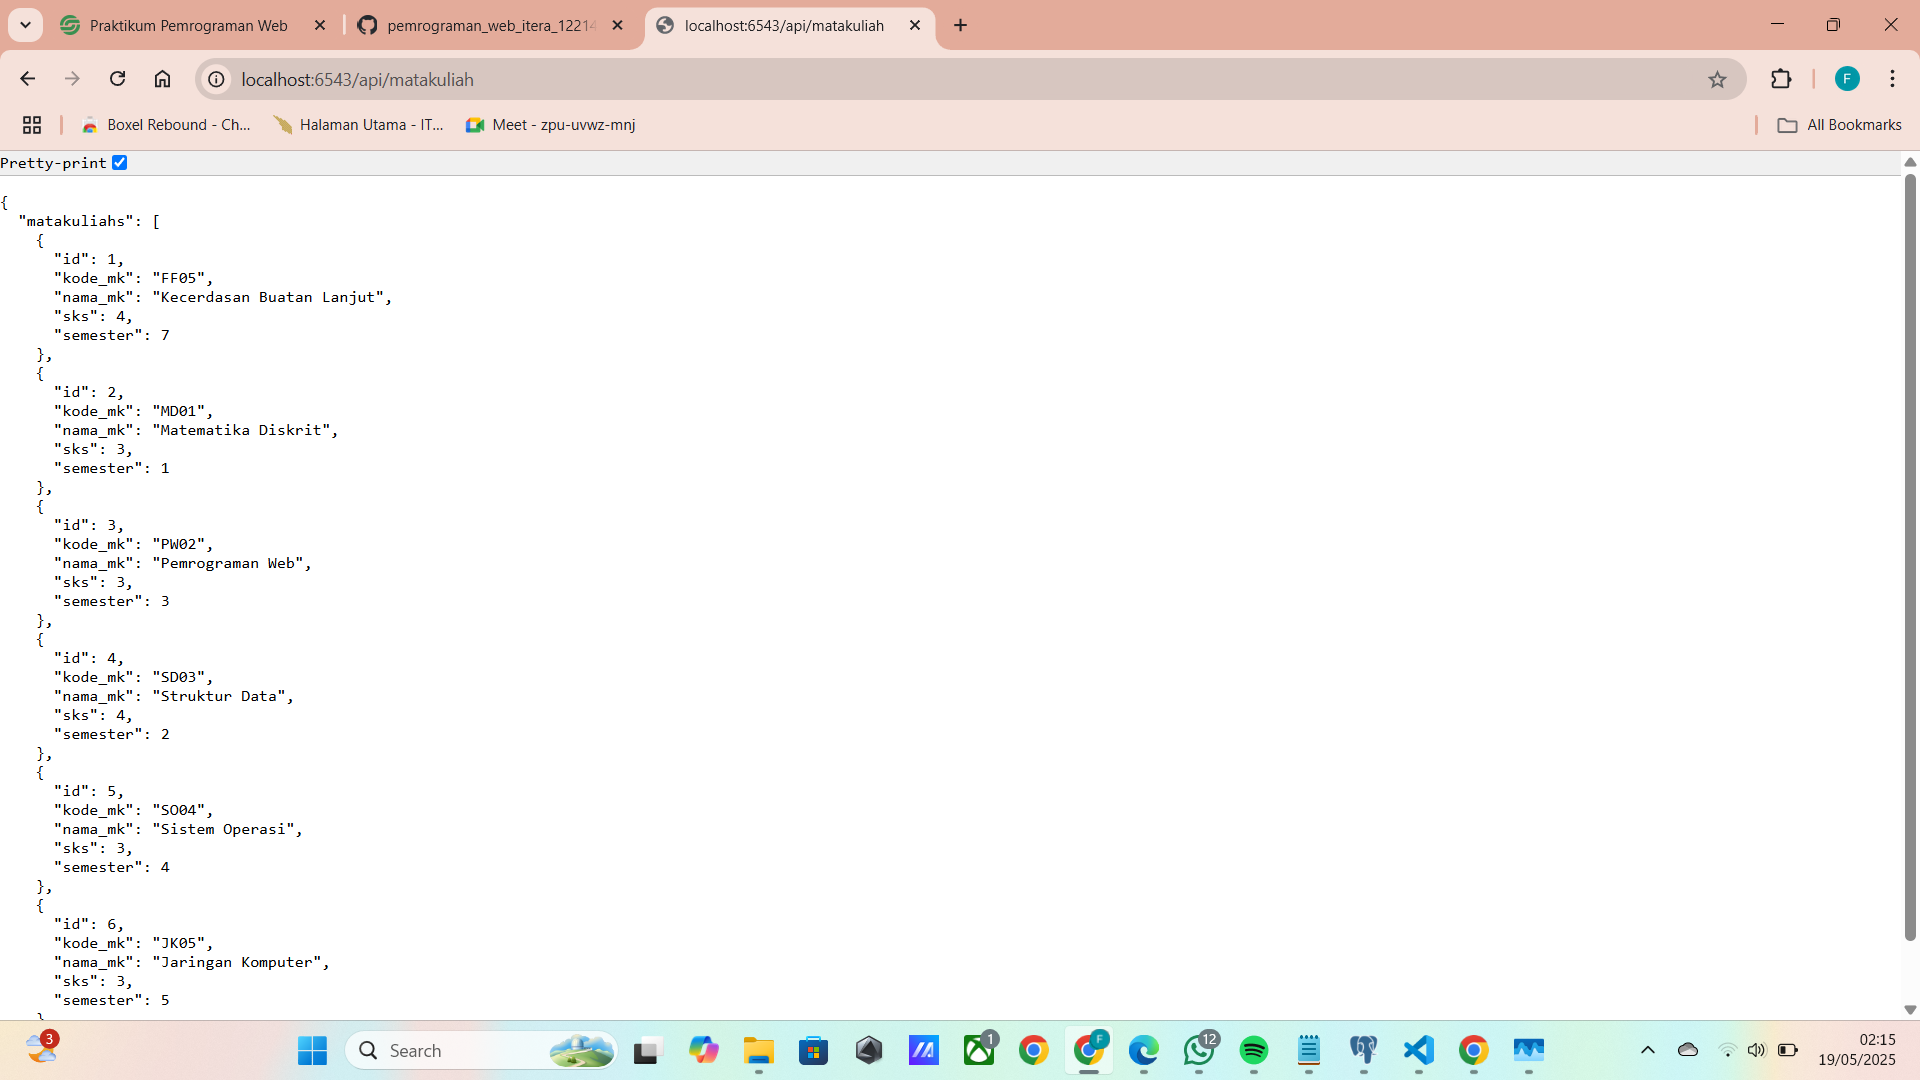 Praktikum Pemrograman Web
pemrograman_web_itera_12214
localhost:6543/api/matakuliah
localhost:6543/api/matakuliah
F
Boxel Rebound - Ch...
Halaman Utama - IT...
Meet - zpu-uvwz-mnj
All Bookmarks
Pretty-print
{
  "matakuliahs": [
    {
      "id": 1,
      "kode_mk": "FF05",
      "nama_mk": "Kecerdasan Buatan Lanjut",
      "sks": 4,
      "semester": 7
    },
    {
      "id": 2,
      "kode_mk": "MD01",
      "nama_mk": "Matematika Diskrit",
      "sks": 3,
      "semester": 1
    },
    {
      "id": 3,
      "kode_mk": "PW02",
      "nama_mk": "Pemrograman Web",
      "sks": 3,
      "semester": 3
    },
    {
      "id": 4,
      "kode_mk": "SD03",
      "nama_mk": "Struktur Data",
      "sks": 4,
      "semester": 2
    },
    {
      "id": 5,
      "kode_mk": "SO04",
      "nama_mk": "Sistem Operasi",
      "sks": 3,
      "semester": 4
    },
    {
      "id": 6,
      "kode_mk": "JK05",
      "nama_mk": "Jaringan Komputer",
      "sks": 3,
      "semester": 5
    }
3
Search
1
F
12
02:15
19/05/2025